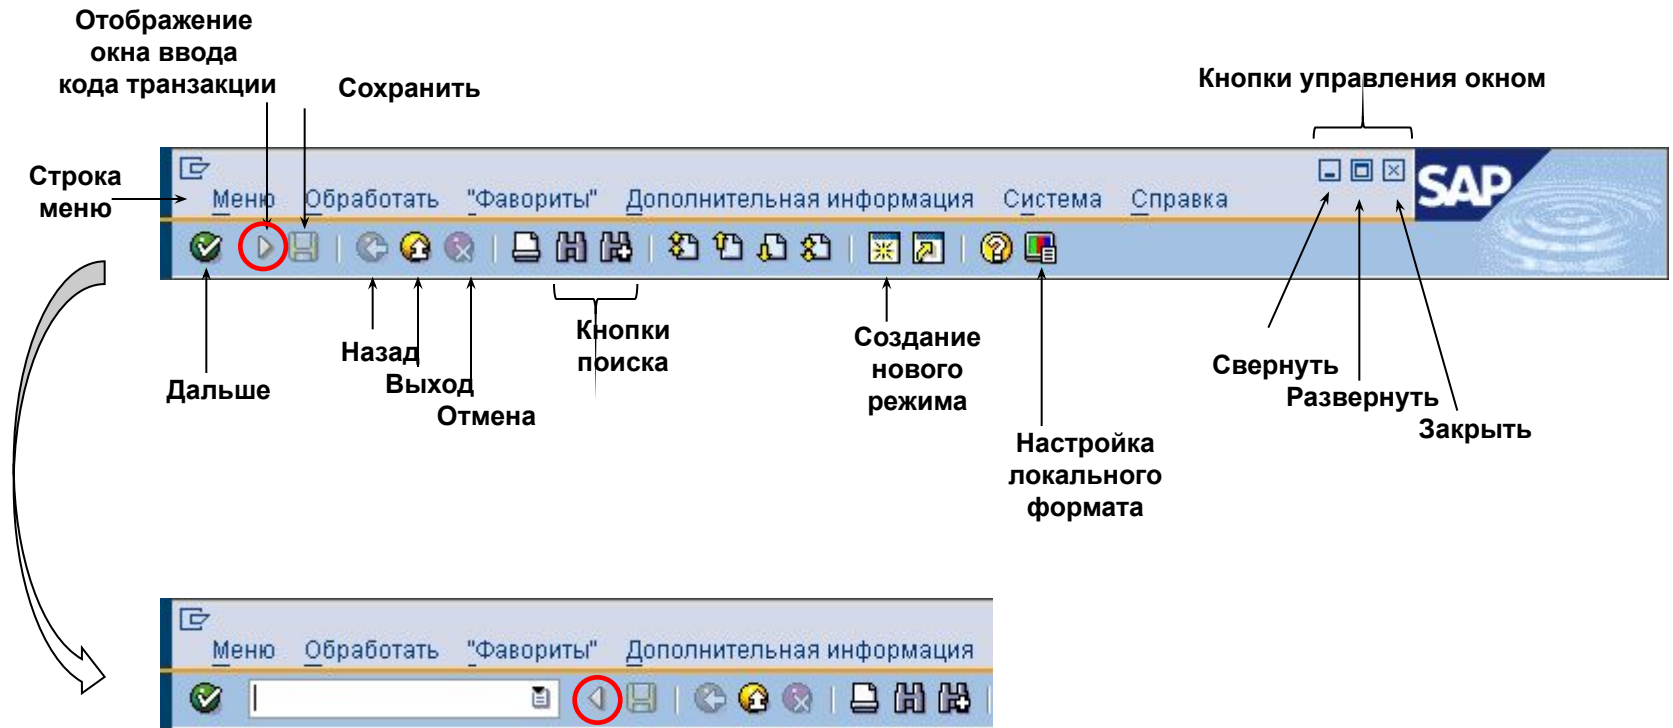 Отображение
окна ввода
кода транзакции
Сохранить
Кнопки управления окном
Строка
меню
Меню Обработать "Фавориты" Дополнительная информация Система Справка
SAP
Назад
Выход
Отмена
Дальше
Кнопки
поиска
Создание
нового
режима
Настройка
локального
формата
Свернуть
Развернуть
Закрыть
Меню Обработать "Фавориты" Дополнительная информация